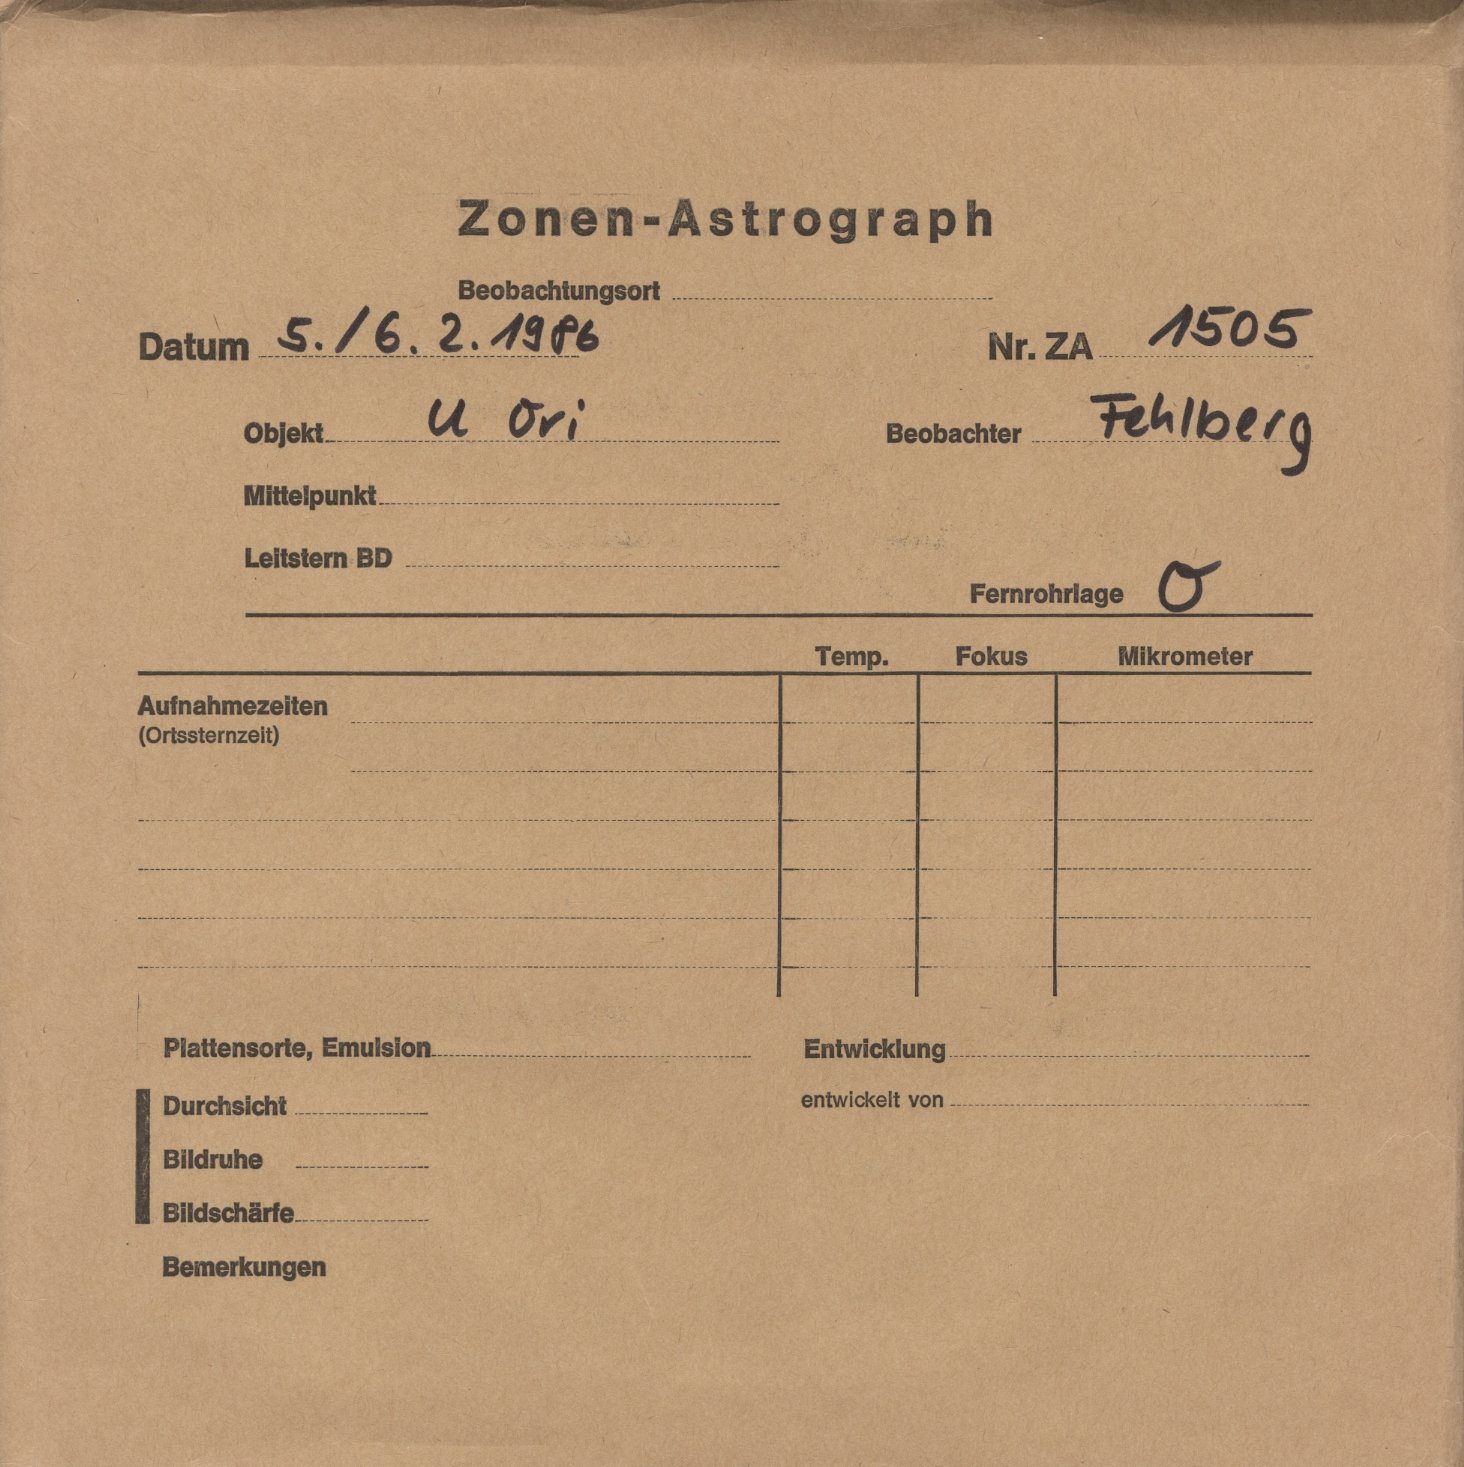 Zonen-Astrograph
Beobachtungsort
Datum 5./6.2.1986 Nr. ZA 1505
Objekt U Ori Beobachter Fehlberg
Mittelpunkt
Leitstern BD
Fernrohrlage O
Temp. Fokus Mikrometer
Aufnahmezeiten
(Ortssternzeit)
Plattensorte, Emulsion Entwicklung
Durchsicht entwickelt von
Bildruhe
Bildschärfe
Bemerkungen